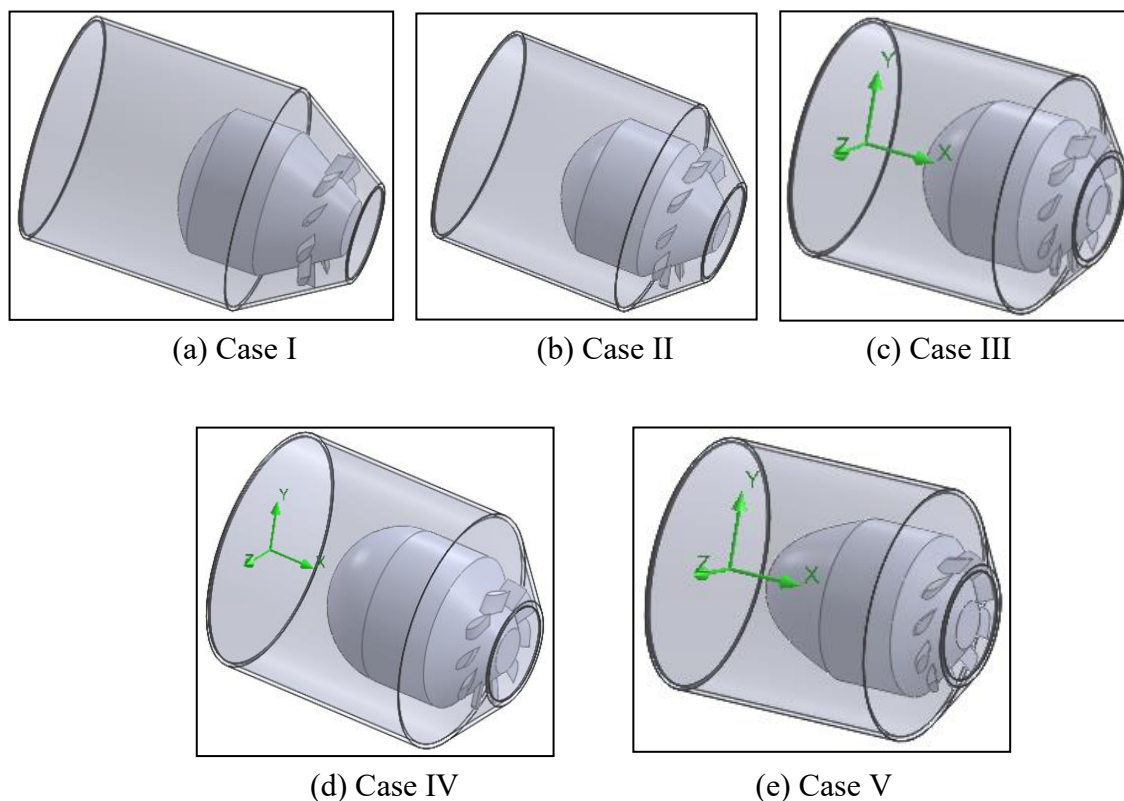 Y
Z
X
(a) Case I
(b) Case II
(c) Case III
Y
Z
X
Y
Z
X
(d) Case IV
(e) Case V